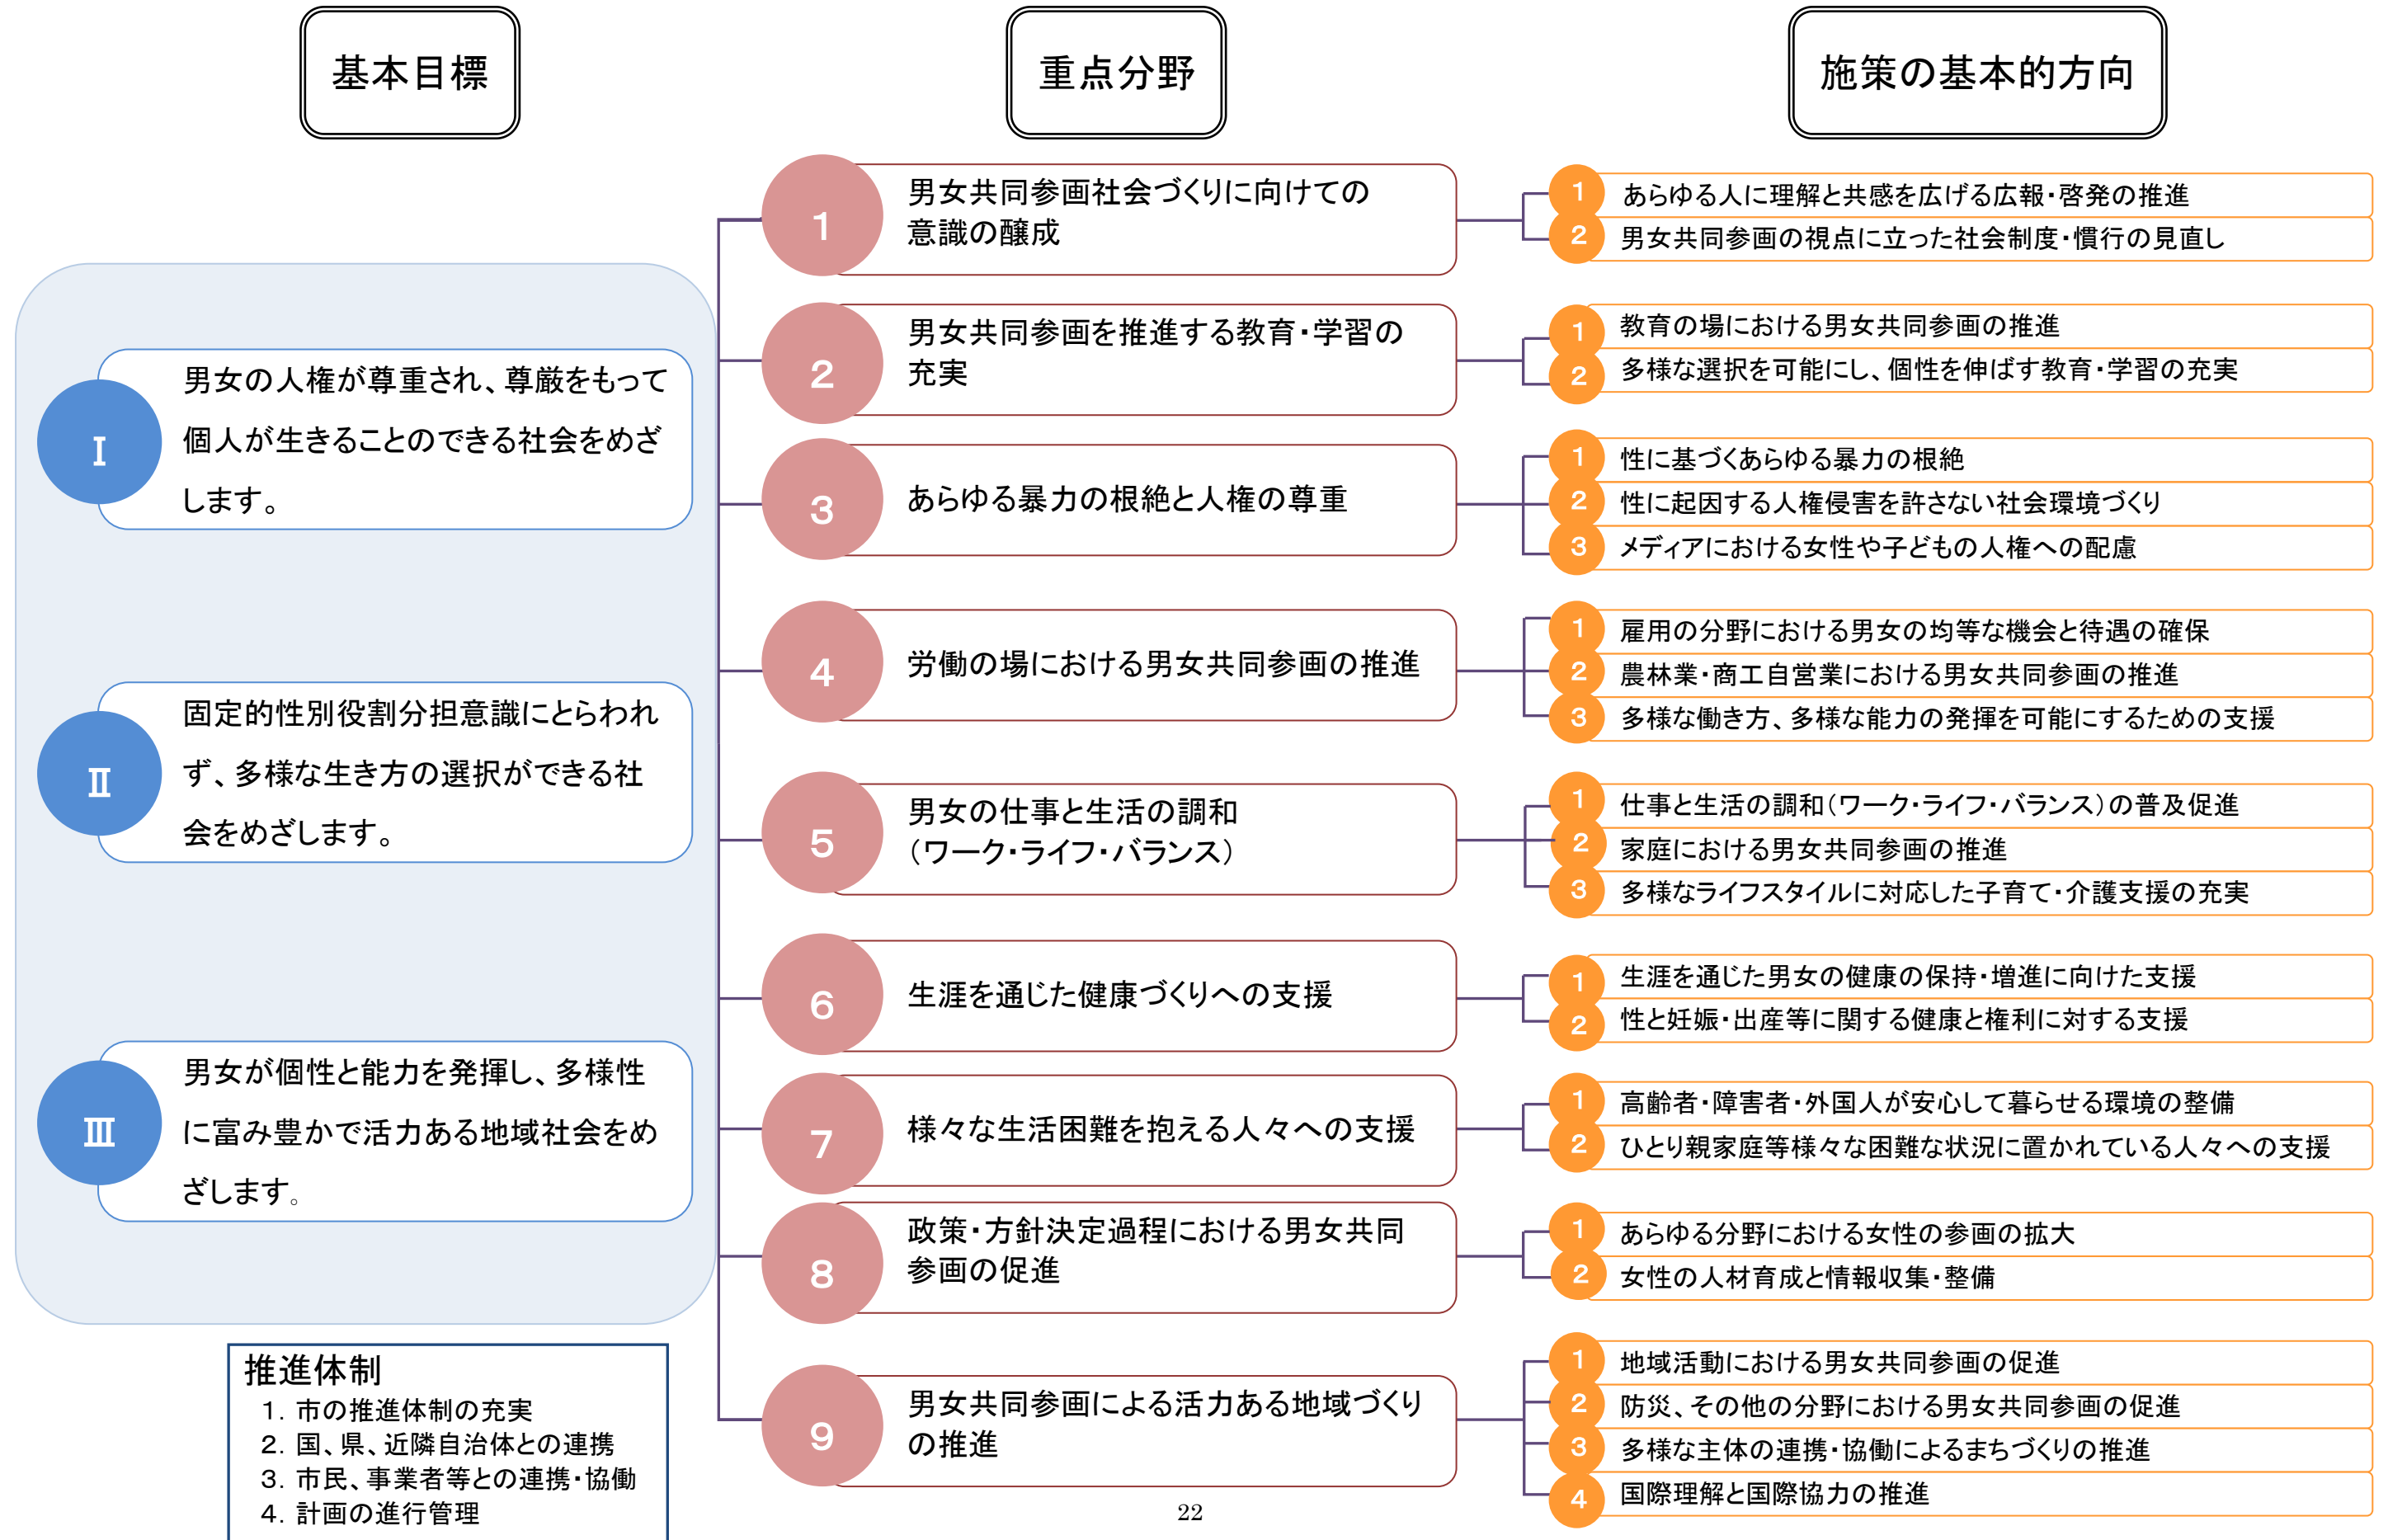 基本目標
重点分野
施策の基本的方向
Ⅰ
男女の人権が尊重され、尊厳をもって
個人が生きることのできる社会をめざ
します。
Ⅱ
固定的性別役割分担意識にとらわれ
ず、多様な生き方の選択ができる社
会をめざします。
Ⅲ
男女が個性と能力を発揮し、多様性
に富み豊かで活力ある地域社会をめ
ざします。
推進体制
1. 市の推進体制の充実
2. 国、県、近隣自治体との連携
3. 市民、事業者等との連携・協働
4. 計画の進行管理
1
男女共同参画社会づくりに向けての
意識の醸成
1 あらゆる人に理解と共感を広げる広報・啓発の推進
2 男女共同参画の視点に立った社会制度・慣行の見直し
2
男女共同参画を推進する教育・学習の
充実
1 教育の場における男女共同参画の推進
2 多様な選択を可能にし、個性を伸ばす教育・学習の充実
3
あらゆる暴力の根絶と人権の尊重
1 性に基づくあらゆる暴力の根絶
2 性に起因する人権侵害を許さない社会環境づくり
3 メディアにおける女性や子どもの人権への配慮
4
労働の場における男女共同参画の推進
1 雇用の分野における男女の均等な機会と待遇の確保
2 農林業・商工自営業における男女共同参画の推進
3 多様な働き方、多様な能力の発揮を可能にするための支援
5
男女の仕事と生活の調和
（ワーク・ライフ・バランス）
1 仕事と生活の調和（ワーク・ライフ・バランス）の普及促進
2 家庭における男女共同参画の推進
3 多様なライフスタイルに対応した子育て・介護支援の充実
6
生涯を通じた健康づくりへの支援
1 生涯を通じた男女の健康の保持・増進に向けた支援
2 性と妊娠・出産等に関する健康と権利に対する支援
7
様々な生活困難を抱える人々への支援
1 高齢者・障害者・外国人が安心して暮らせる環境の整備
2 ひとり親家庭等様々な困難な状況に置かれている人々への支援
8
政策・方針決定過程における男女共同
参画の促進
1 あらゆる分野における女性の参画の拡大
2 女性の人材育成と情報収集・整備
9
男女共同参画による活力ある地域づくり
の推進
1 地域活動における男女共同参画の促進
2 防災、その他の分野における男女共同参画の促進
3 多様な主体の連携・協働によるまちづくりの推進
4 国際理解と国際協力の推進
22